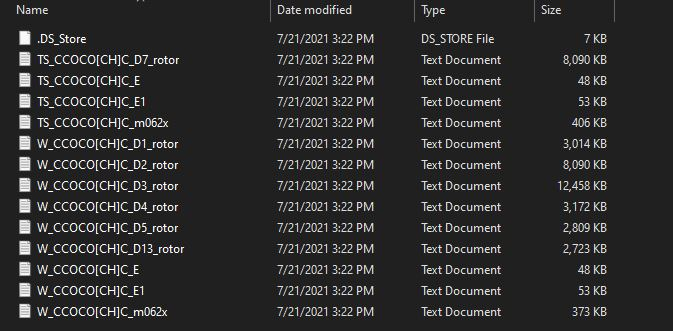 Name Date modified Type Size
.DS_Store 7/21/2021 3:22 PM DS_STORE File 7 KB
TS_CCOCO[CH]C_D7_rotor 7/21/2021 3:22 PM Text Document 8,090 KB
TS_CCOCO[CH]C_E 7/21/2021 3:22 PM Text Document 48 KB
TS_CCOCO[CH]C_E1 7/21/2021 3:22 PM Text Document 53 KB
TS_CCOCO[CH]C_m062x 7/21/2021 3:22 PM Text Document 406 KB
W_CCOCO[CH]C_D1_rotor 7/21/2021 3:22 PM Text Document 3,014 KB
W_CCOCO[CH]C_D2_rotor 7/21/2021 3:22 PM Text Document 8,090 KB
W_CCOCO[CH]C_D3_rotor 7/21/2021 3:22 PM Text Document 12,458 KB
W_CCOCO[CH]C_D4_rotor 7/21/2021 3:22 PM Text Document 3,172 KB
W_CCOCO[CH]C_D5_rotor 7/21/2021 3:22 PM Text Document 2,809 KB
W_CCOCO[CH]C_D13_rotor 7/21/2021 3:22 PM Text Document 2,723 KB
W_CCOCO[CH]C_E 7/21/2021 3:22 PM Text Document 48 KB
W_CCOCO[CH]C_E1 7/21/2021 3:22 PM Text Document 53 KB
W_CCOCO[CH]C_m062x 7/21/2021 3:22 PM Text Document 373 KB